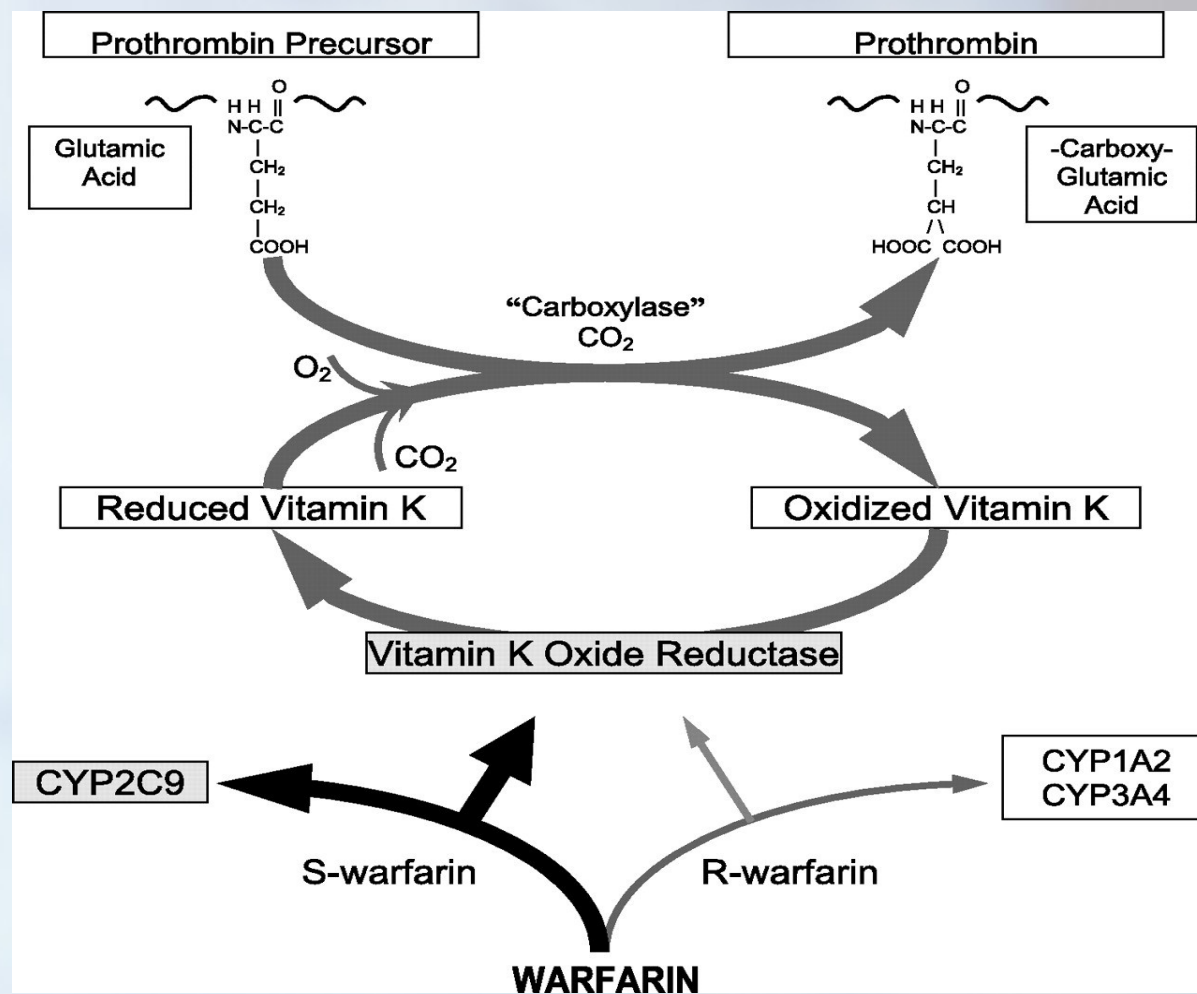 Prothrombin Precursor
Prothrombin
O
H H ||
N-C-C
CH₂
CH₂
COOH
Glutamic
Acid
O
H H ||
N-C-C
CH₂
CH
/\
HOOC COOH
-Carboxy-
Glutamic
Acid
“Carboxylase”
CO₂
O₂
CO₂
Reduced Vitamin K
Oxidized Vitamin K
Vitamin K Oxide Reductase
CYP2C9
CYP1A2
CYP3A4
S-warfarin
R-warfarin
WARFARIN